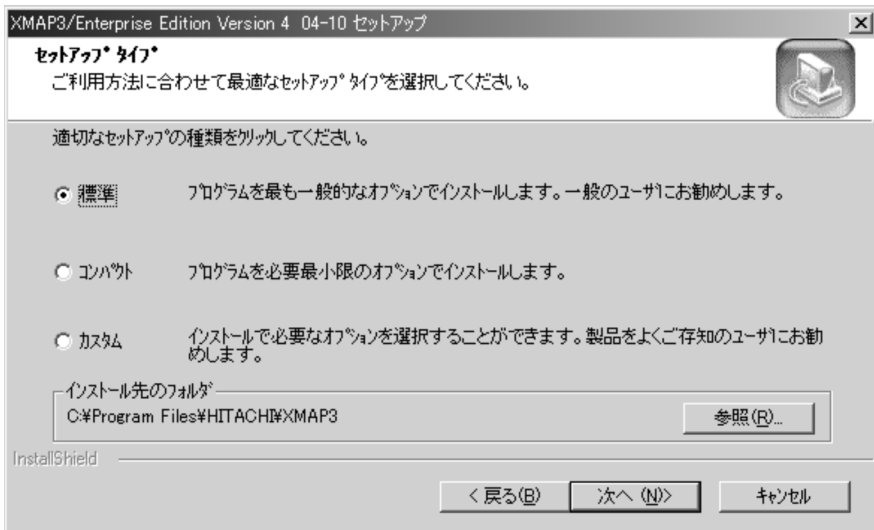 XMAP3/Enterprise Edition Version 4 04-10 セットアップ
セットアップ タイプ
ご利用方法に合わせて最適なセットアップ タイプを選択してください。
適切なセットアップの種類をクリックしてください。
標準 プログラムを最も一般的なオプションでインストールします。一般のユーザにお勧めします。
コンパクト プログラムを必要最小限のオプションでインストールします。
カスタム インストールで必要なオプションを選択することができます。製品をよくご存知のユーザにお勧
めします。
インストール先のフォルダ
C:¥Program Files¥HITACHI¥XMAP3 参照(R)...
InstallShield
< 戻る(B) 次へ (N)> キャンセル